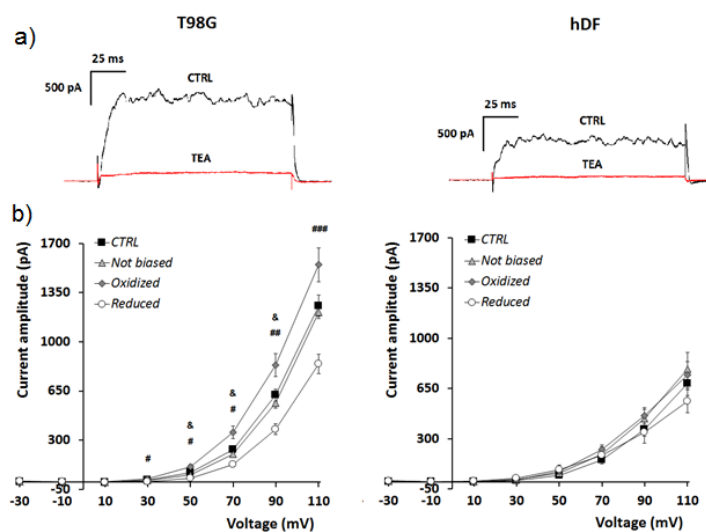 T98G
hDF
a)
25 ms
500 pA
CTRL
TEA
25 ms
500 pA
CTRL
TEA
b)
Current amplitude (pA)
1700
1350
1000
650
300
-50
CTRL
Not biased
Oxidized
Reduced
#
&
#
&
#
&
##
###
-30 -10 10 30 50 70 90 110
Voltage (mV)
Current amplitude (pA)
1700
1350
1000
650
300
-50
CTRL
Not biased
Oxidized
Reduced
-30 -10 10 30 50 70 90 110
Voltage (mV)